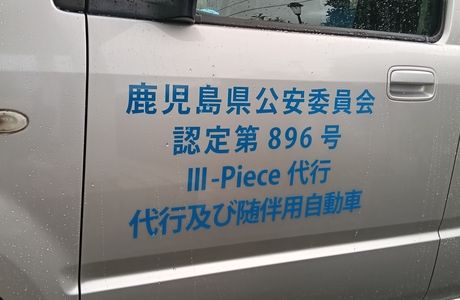 鹿児島県公安委員会
認定第 896 号
III-Piece 代行
代行及び随伴用自動車